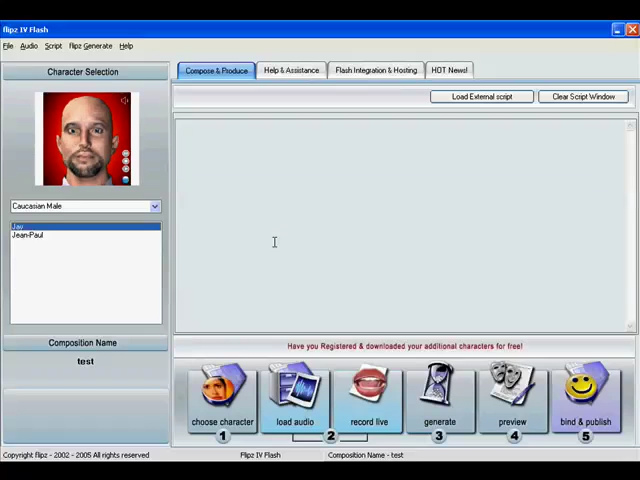 flipz IV Flash
File Audio Script flipz Generate Help
Character Selection
Compose & Produce Help & Assistance Flash Integration & Hosting HOT News!
Load External script Clear Script Window
Caucasian Male
Jay
Jean-Paul
Composition Name
test
Have you Registered & downloaded your additional characters for free!
choose character load audio record live generate preview bind & publish
1 2 3 4 5
Copyright flipz - 2002 - 2005 All rights reserved flipz IV Flash Composition Name - test